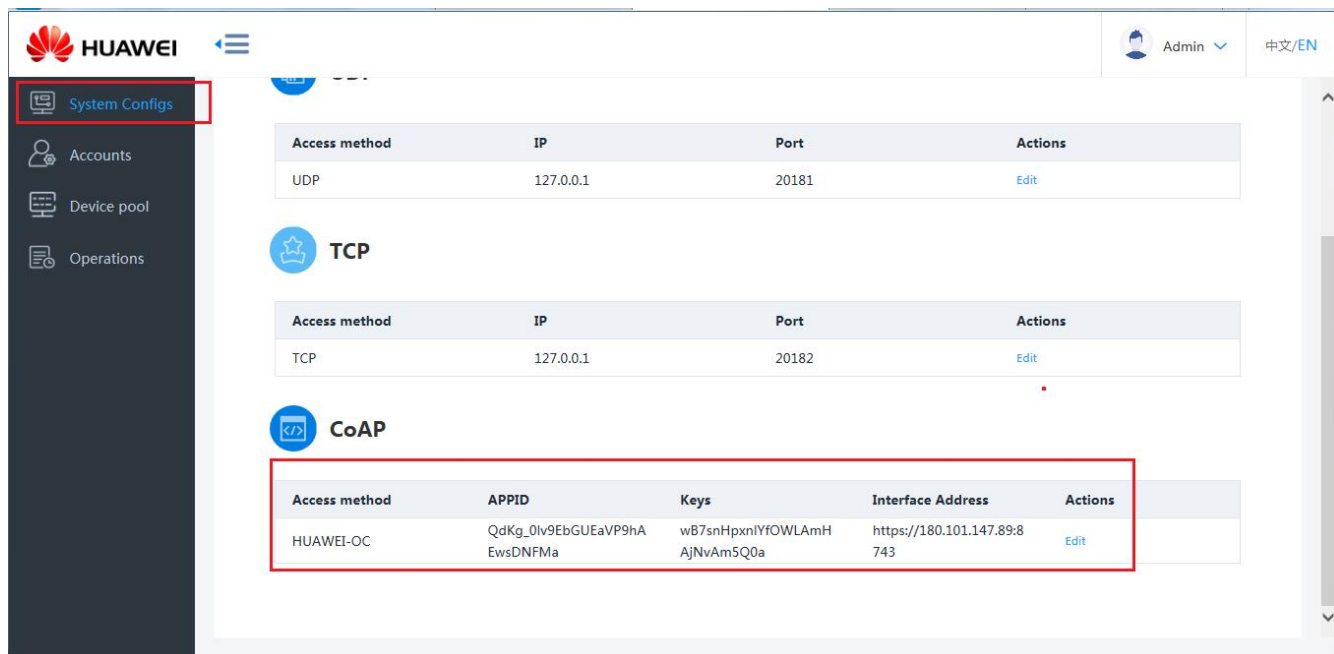 HUAWEI
Admin
中文/EN
System Configs
Accounts
Device pool
Operations
Access method IP Port Actions
UDP 127.0.0.1 20181 Edit
TCP
Access method IP Port Actions
TCP 127.0.0.1 20182 Edit
CoAP
Access method APPID Keys Interface Address Actions
HUAWEI-OC QdKg_0lv9EbGUEaVP9hA wB7snHpxnlYfOWLAmH https://180.101.147.89:8 Edit
EwsDNFMa AjNvAm5Q0a 743